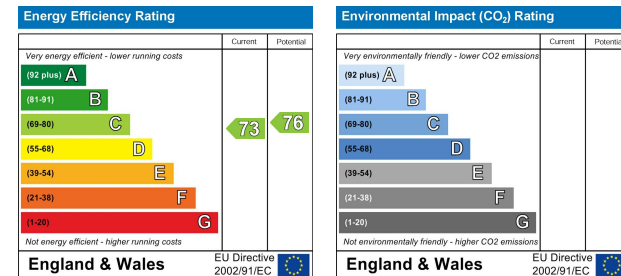 Energy Efficiency Rating
Current Potential
Very energy efficient - lower running costs
(92 plus) A
(81-91) B
(69-80) C
73 76
(55-68) D
(39-54) E
(21-38) F
(1-20) G
Not energy efficient - higher running costs
England & Wales
EU Directive
2002/91/EC
Environmental Impact (CO₂) Rating
Current Potentia
Very environmentally friendly - lower CO2 emissions
(92 plus) A
(81-91) B
(69-80) C
(55-68) D
(39-54) E
(21-38) F
(1-20) G
Not environmentally friendly - higher CO2 emissions
England & Wales
EU Directive
2002/91/EC